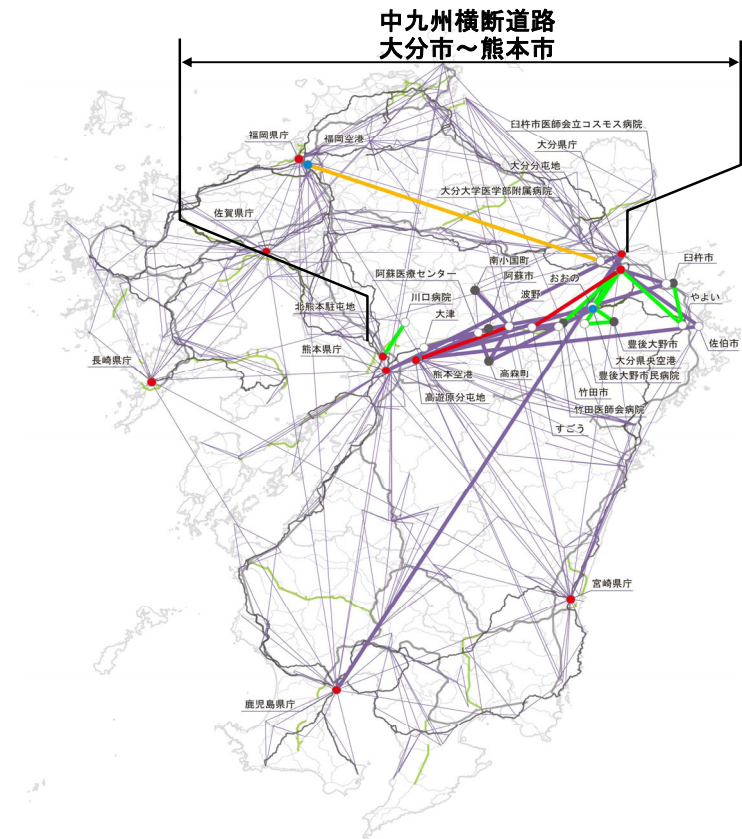 中九州横断道路
大分市～熊本市
臼杵市医師会立コスモス病院
福岡県庁
福岡空港
大分県庁
大分分屯地
大分大学医学部附属病院
佐賀県庁
南小国町
臼杵市
阿蘇医療センター
阿蘇市
おおの
川口病院
波野
やよい
北熊本駐屯地
大津
熊本県庁
豊後大野市
佐伯市
長崎県庁
大分県央空港
熊本空港
高森町
豊後大野市民病院
高遊原分屯地
竹田市
竹田医師会病院
すごう
宮崎県庁
鹿児島県庁